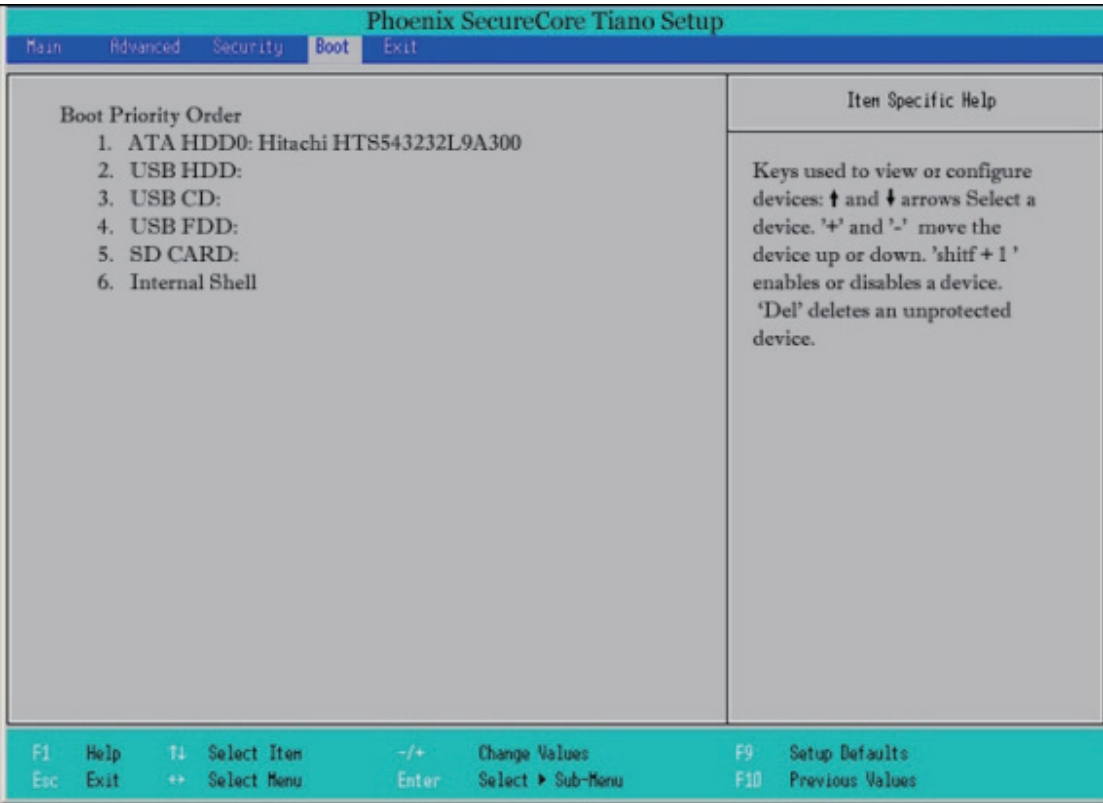 Phoenix SecureCore Tiano Setup
Main Advanced Security Boot Exit
Boot Priority Order
1. ATA HDD0: Hitachi HTS543232L9A300
2. USB HDD:
3. USB CD:
4. USB FDD:
5. SD CARD:
6. Internal Shell
Item Specific Help
Keys used to view or configure
devices: ⬆ and ⬇ arrows Select a
device. '+' and '-' move the
device up or down. 'shitf + 1 '
enables or disables a device.
‘Del’ deletes an unprotected
device.
F1 Help ↑↓ Select Item -/+ Change Values F9 Setup Defaults
Esc Exit ↔ Select Menu Enter Select ▶ Sub-Menu F10 Previous Values